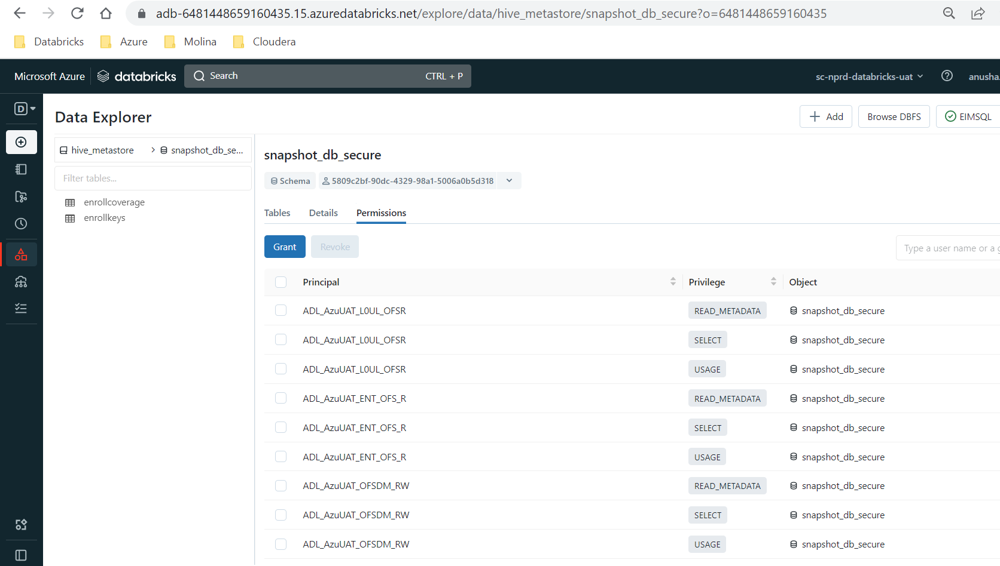 adb-6481448659160435.15.azuredatabricks.net/explore/data/hive_metastore/snapshot_db_secure?o=6481448659160435
Databricks Azure Molina Cloudera
Microsoft Azure databricks Search CTRL + P sc-nprd-databricks-uat anusha.
D
Data Explorer + Add Browse DBFS EIMSQL
hive_metastore > snapshot_db_se...
Filter tables...
enrollcoverage
enrollkeys
snapshot_db_secure
Schema 5809c2bf-90dc-4329-98a1-5006a0b5d318
Tables Details Permissions
Grant Revoke Type a user name or a g
Principal Privilege Object
ADL_AzuUAT_L0UL_OFSR READ_METADATA snapshot_db_secure
ADL_AzuUAT_L0UL_OFSR SELECT snapshot_db_secure
ADL_AzuUAT_L0UL_OFSR USAGE snapshot_db_secure
ADL_AzuUAT_ENT_OFS_R READ_METADATA snapshot_db_secure
ADL_AzuUAT_ENT_OFS_R SELECT snapshot_db_secure
ADL_AzuUAT_ENT_OFS_R USAGE snapshot_db_secure
ADL_AzuUAT_OFSDM_RW READ_METADATA snapshot_db_secure
ADL_AzuUAT_OFSDM_RW SELECT snapshot_db_secure
ADL_AzuUAT_OFSDM_RW USAGE snapshot_db_secure